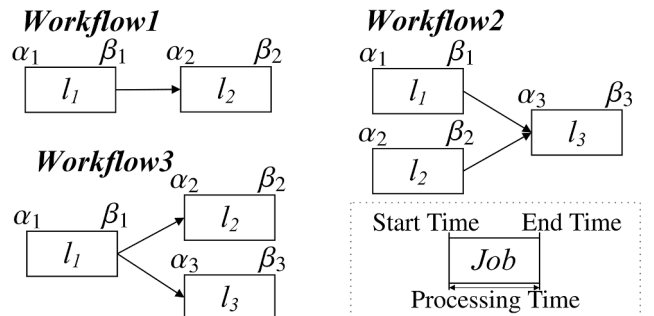 Workflow1
α₁ β₁ α₂ β₂
l₁ l₂
Workflow2
α₁ β₁
l₁
α₂ β₂
l₂
α₃ β₃
l₃
Workflow3
α₁ β₁
l₁
α₂ β₂
l₂
α₃ β₃
l₃
Start Time End Time
Job
Processing Time